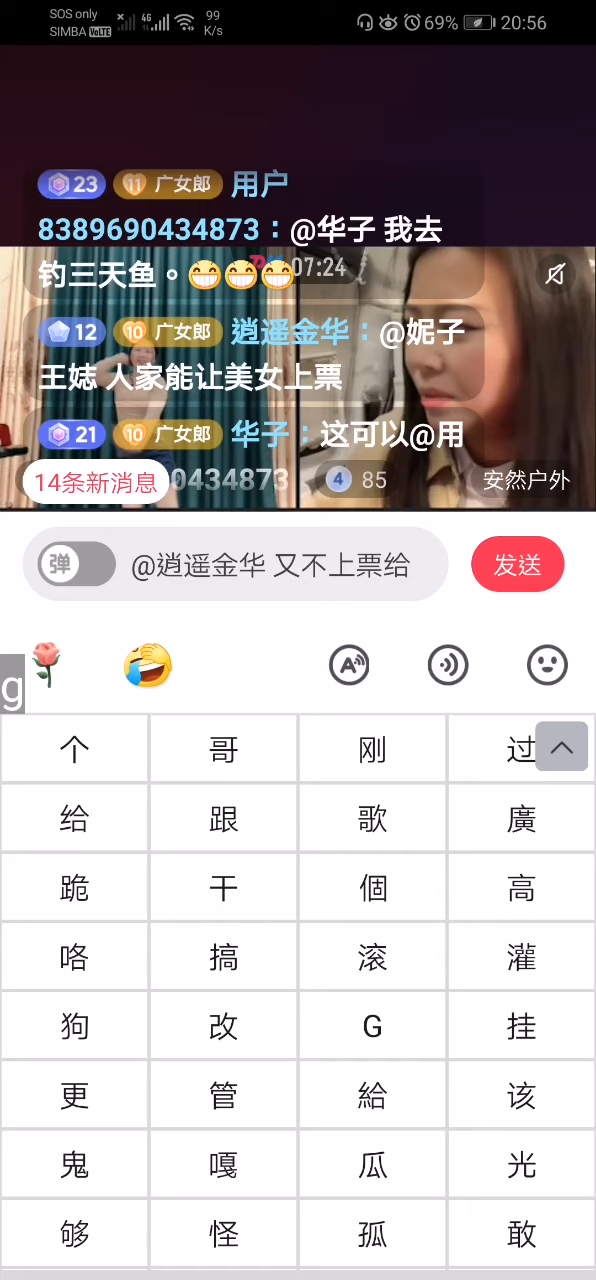 SOS only
SIMBA VoLTE
4G
99
K/s
69%
20:56
23 11 广女郎 用户
8389690434873：@华子 我去
钓三天鱼。😁😁😁
07:24
12 10 广女郎 逍遥金华：@妮子
王婞 人家能让美女上票
21 10 广女郎 华子：这可以@用
14条新消息 0434873 4 85 安然户外
弹 @逍遥金华 又不上票给 发送
g
A
个 哥 刚 过
给 跟 歌 廣
跪 干 個 高
咯 搞 滚 灌
狗 改 G 挂
更 管 給 该
鬼 嘎 瓜 光
够 怪 孤 敢